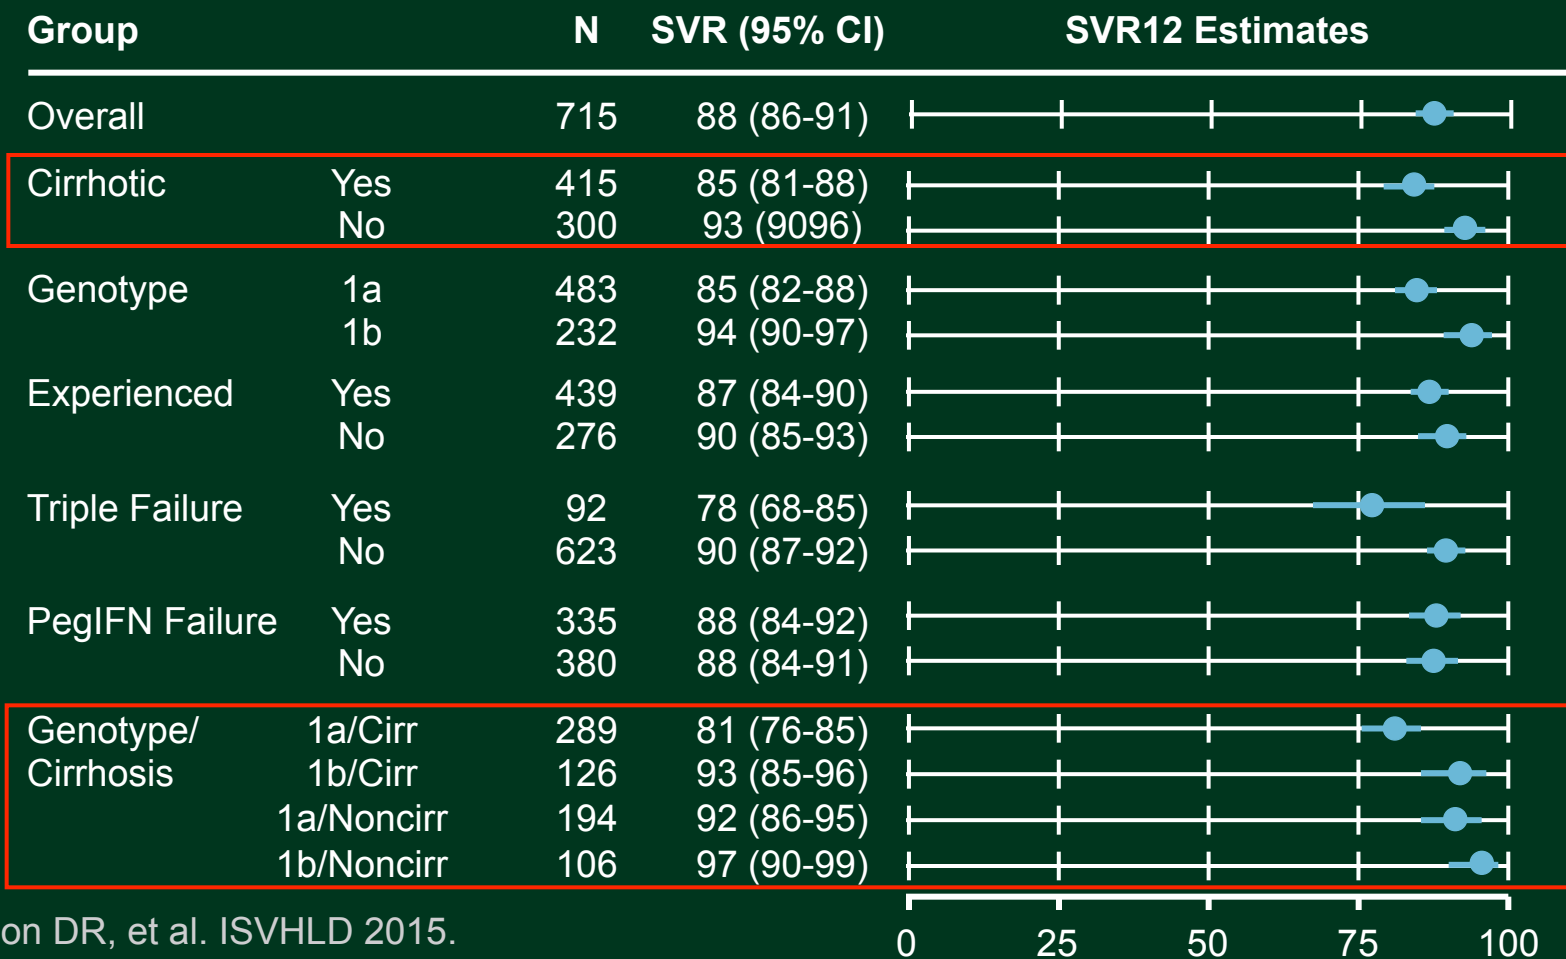 Group N SVR (95% CI) SVR12 Estimates
Overall 715 88 (86-91)
Cirrhotic Yes 415 85 (81-88)
No 300 93 (9096)
Genotype 1a 483 85 (82-88)
1b 232 94 (90-97)
Experienced Yes 439 87 (84-90)
No 276 90 (85-93)
Triple Failure Yes 92 78 (68-85)
No 623 90 (87-92)
PegIFN Failure Yes 335 88 (84-92)
No 380 88 (84-91)
Genotype/ 1a/Cirr 289 81 (76-85)
Cirrhosis 1b/Cirr 126 93 (85-96)
1a/Noncirr 194 92 (86-95)
1b/Noncirr 106 97 (90-99)
on DR, et al. ISVHLD 2015.
0 25 50 75 100